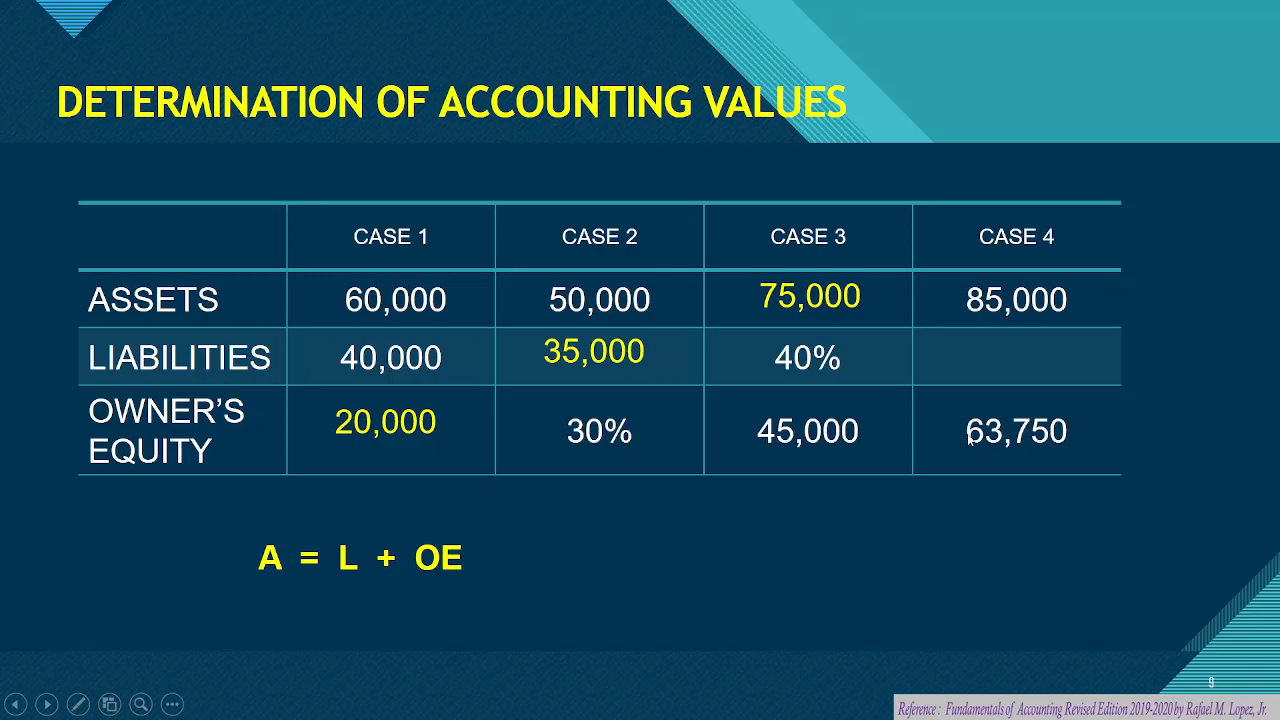 DETERMINATION OF ACCOUNTING VALUES
CASE 1 CASE 2 CASE 3 CASE 4
ASSETS 60,000 50,000 75,000 85,000
LIABILITIES 40,000 35,000 40%
OWNER'S
EQUITY 20,000 30% 45,000 63,750
A = L + OE
9
Reference : Fundamentals of Accounting Revised Edition 2019-2020 by Rafael M. Lopez, Jr.